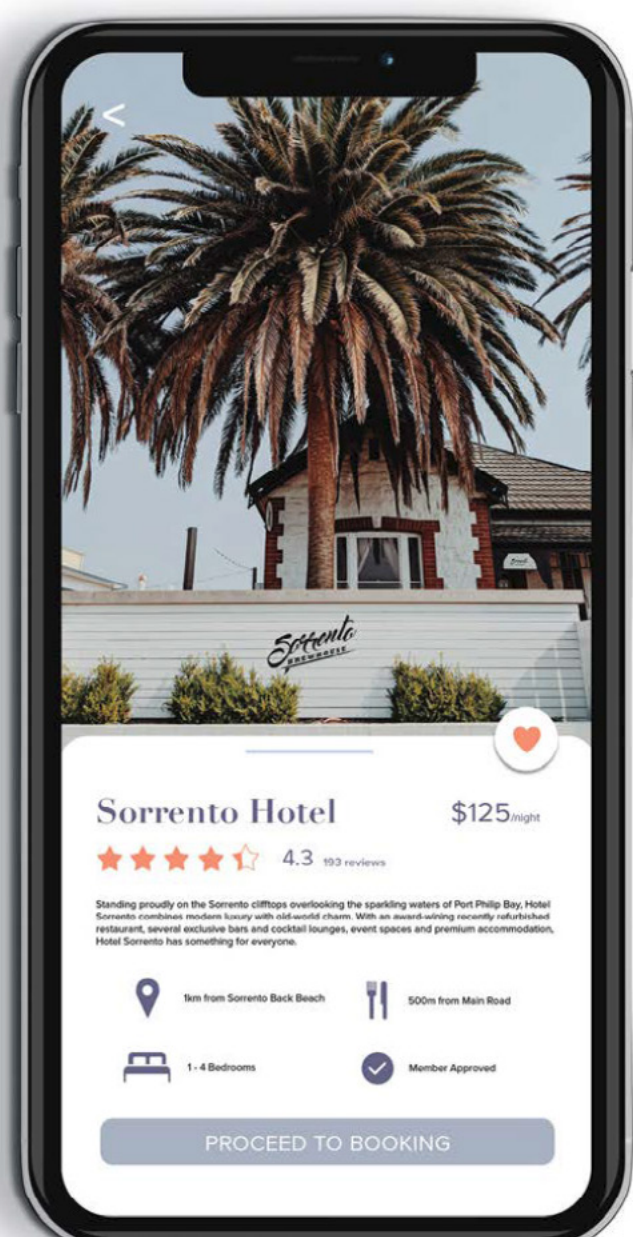 <
Sorrento
BREWHOUSE
Sorrento Hotel
$125/night
4.3 193 reviews
Standing proudly on the Sorrento clifftops overlooking the sparkling waters of Port Philip Bay, Hotel
Sorrento combines modern luxury with old-world charm. With an award-wining recently refurbished
restaurant, several exclusive bars and cocktail lounges, event spaces and premium accommodation,
Hotel Sorrento has something for everyone.
1km from Sorrento Back Beach
500m from Main Road
1 - 4 Bedrooms
Member Approved
PROCEED TO BOOKING